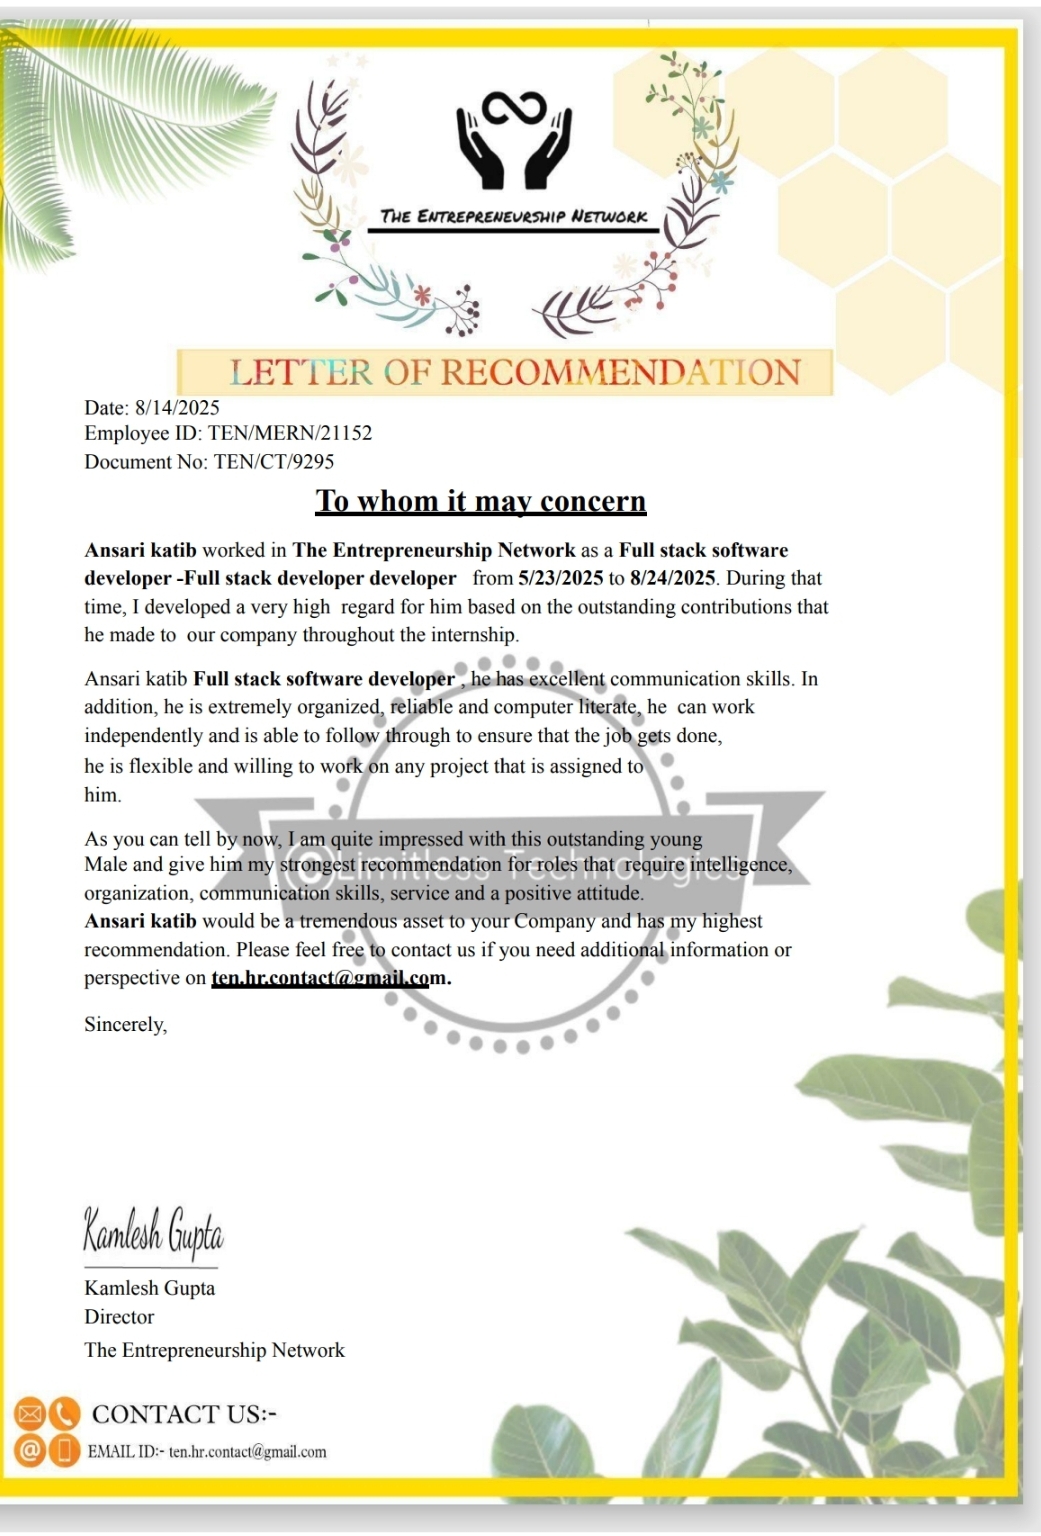 THE ENTREPRENEURSHIP NETWORK
LETTER OF RECOMMENDATION
Date: 8/14/2025
Employee ID: TEN/MERN/21152
Document No: TEN/CT/9295
To whom it may concern
Ansari katib worked in The Entrepreneurship Network as a Full stack software
developer -Full stack developer developer from 5/23/2025 to 8/24/2025. During that
time, I developed a very high regard for him based on the outstanding contributions that
he made to our company throughout the internship.
Ansari katib Full stack software developer , he has excellent communication skills. In
addition, he is extremely organized, reliable and computer literate, he can work
independently and is able to follow through to ensure that the job gets done,
he is flexible and willing to work on any project that is assigned to
him.
As you can tell by now, I am quite impressed with this outstanding young
Male and give him my strongest recommendation for roles that require intelligence,
@Limitless Technologies
organization, communication skills, service and a positive attitude.
Ansari katib would be a tremendous asset to your Company and has my highest
recommendation. Please feel free to contact us if you need additional information or
perspective on ten.hr.contact@gmail.com.
Sincerely,
Kamlesh Gupta
Kamlesh Gupta
Director
The Entrepreneurship Network
CONTACT US:-
EMAIL ID:- ten.hr.contact@gmail.com